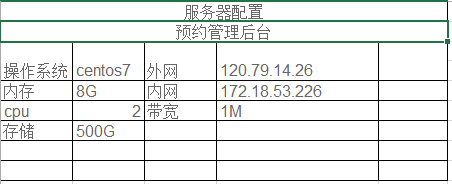 服务器配置
预约管理后台
操作系统 centos7 外网 120.79.14.26
内存 8G 内网 172.18.53.226
cpu 2 带宽 1M
存储 500G